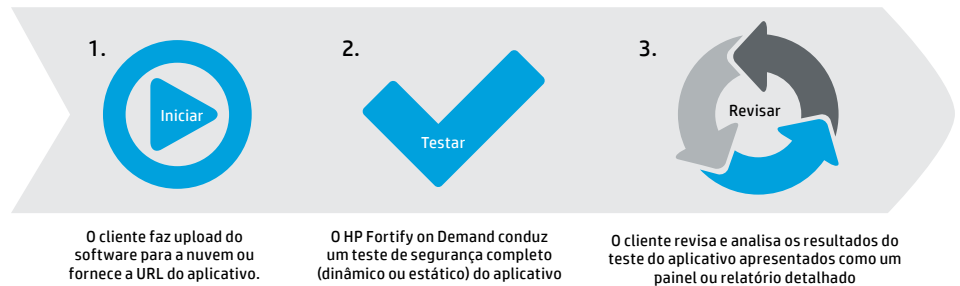 1.
Iniciar
O cliente faz upload do
software para a nuvem ou
fornece a URL do aplicativo.
2.
Testar
O HP Fortify on Demand conduz
um teste de segurança completo
(dinâmico ou estático) do aplicativo
3.
Revisar
O cliente revisa e analisa os resultados do
teste do aplicativo apresentados como um
painel ou relatório detalhado